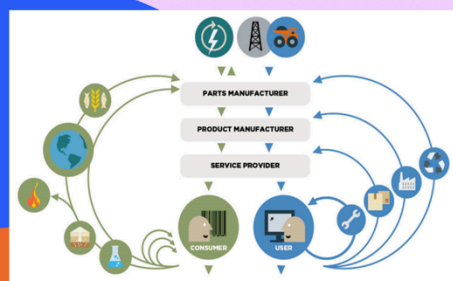 PARTS MANUFACTURER
PRODUCT MANUFACTURER
SERVICE PROVIDER
CONSUMER
USER